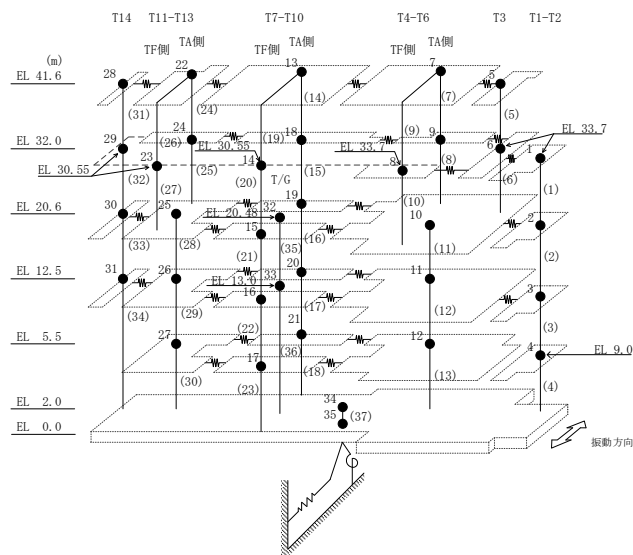 T14 T11-T13 T7-T10 T4-T6 T3 T1-T2
TF側 TA側 TF側 TA側 TF側 TA側
(m)
EL 41.6
28 22 13 7 5
(31) (24) (14) (7) (5)
EL 32.0
29 24 18 9 6 1
(26) (19) (9) EL 33.7
EL 30.55 33.7
EL 30.55
23 14 8
(32) (25) (20) (15) (8) (6) (1)
(27) T/G (10)
EL 20.6
30 25 EL 20.48 32 19 10 2
15
(33) (28) (35) (16) (11) (2)
(21)
EL 12.5
31 26 20 11 3
EL 13.0 33
16
(34) (29) (17) (12) (3)
EL 5.5
27 (22) 21 12 4 EL 9.0
(36)
17
(30) (23) (18) (13) (4)
EL 2.0
34
EL 0.0
35 (37)
振動方向